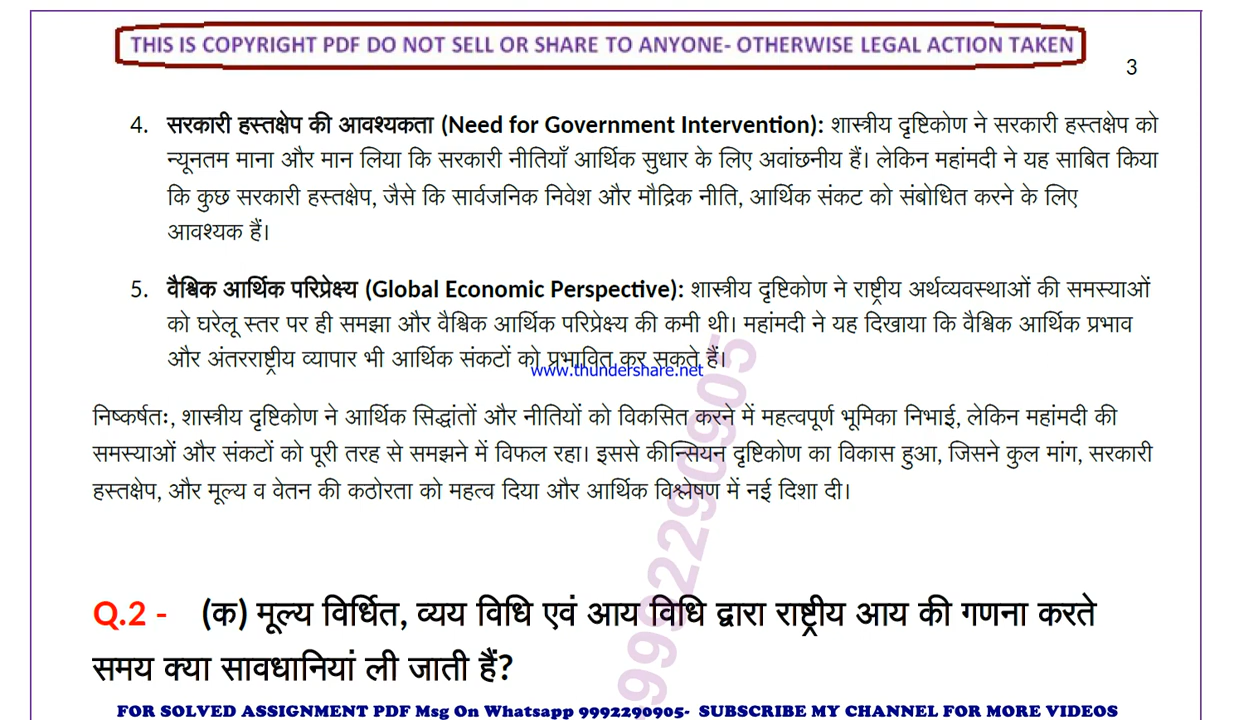 THIS IS COPYRIGHT PDF DO NOT SELL OR SHARE TO ANYONE- OTHERWISE LEGAL ACTION TAKEN
3
4. सरकारी हस्तक्षेप की आवश्यकता (Need for Government Intervention): शास्त्रीय दृष्टिकोण ने सरकारी हस्तक्षेप को
न्यूनतम माना और मान लिया कि सरकारी नीतियाँ आर्थिक सुधार के लिए अवांछनीय हैं। लेकिन महांमदी ने यह साबित किया
कि कुछ सरकारी हस्तक्षेप, जैसे कि सार्वजनिक निवेश और मौद्रिक नीति, आर्थिक संकट को संबोधित करने के लिए
आवश्यक हैं।
5. वैश्विक आर्थिक परिप्रेक्ष्य (Global Economic Perspective): शास्त्रीय दृष्टिकोण ने राष्ट्रीय अर्थव्यवस्थाओं की समस्याओं
को घरेलू स्तर पर ही समझा और वैश्विक आर्थिक परिप्रेक्ष्य की कमी थी। महांमदी ने यह दिखाया कि वैश्विक आर्थिक प्रभाव
और अंतरराष्ट्रीय व्यापार भी आर्थिक संकटों को प्रभावित कर सकते हैं।
www.thundershare.net
निष्कर्षतः, शास्त्रीय दृष्टिकोण ने आर्थिक सिद्धांतों और नीतियों को विकसित करने में महत्वपूर्ण भूमिका निभाई, लेकिन महांमदी की
समस्याओं और संकटों को पूरी तरह से समझने में विफल रहा। इससे कीन्सियन दृष्टिकोण का विकास हुआ, जिसने कुल मांग, सरकारी
हस्तक्षेप, और मूल्य व वेतन की कठोरता को महत्व दिया और आर्थिक विश्लेषण में नई दिशा दी।
9992290905
Q.2 - (क) मूल्य विर्धित, व्यय विधि एवं आय विधि द्वारा राष्ट्रीय आय की गणना करते
समय क्या सावधानियां ली जाती हैं?
FOR SOLVED ASSIGNMENT PDF Msg On Whatsapp 9992290905- SUBSCRIBE MY CHANNEL FOR MORE VIDEOS